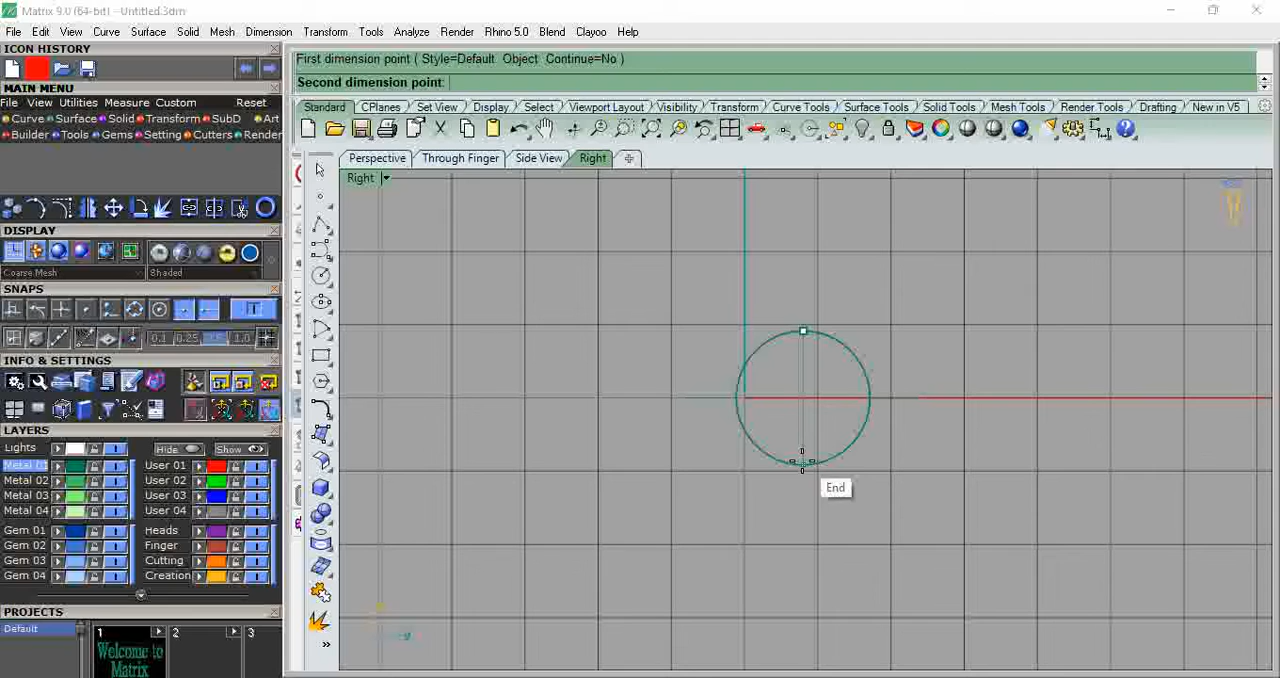 Matrix 9.0 (64-bit) - Untitled.3dm
File Edit View Curve Surface Solid Mesh Dimension Transform Tools Analyze Render Rhino 5.0 Blend Clayoo Help
ICON HISTORY
First dimension point ( Style=Default Object Continue=No )
Second dimension point:
MAIN MENU
File View Utilities Measure Custom Reset
Curve Surface Solid Transform SubD Art
Builder Tools Gems Setting Cutters Render
Standard CPlanes Set View Display Select Viewport Layout Visibility Transform Curve Tools Surface Tools Solid Tools Mesh Tools Render Tools Drafting New in V5
Perspective Through Finger Side View Right
Right
DISPLAY
Coarse Mesh Shaded
SNAPS
0.1 0.25 1.0
INFO & SETTINGS
LAYERS
Lights Hide Show
Metal 01 User 01
Metal 02 User 02
Metal 03 User 03
Metal 04 User 04
Gem 01 Heads
Gem 02 Finger
Gem 03 Cutting
Gem 04 Creation
End
PROJECTS
Default 1 2 3
Welcome to
Matrix